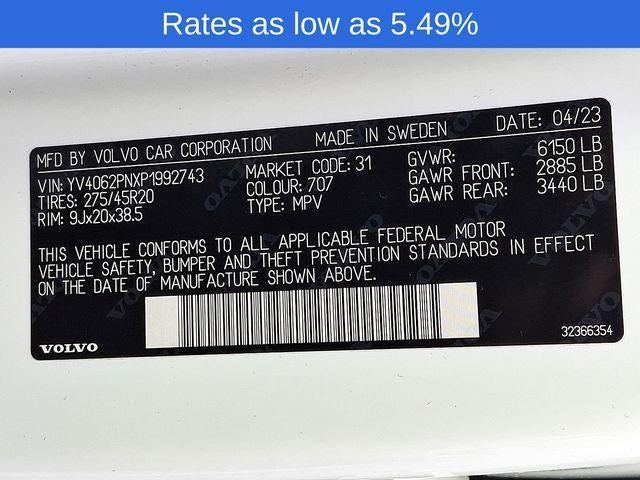 Rates as low as 5.49%
MFD BY VOLVO CAR CORPORATION MADE IN SWEDEN DATE: 04/23
VIN: YV4062PNXP1992743 MARKET CODE: 31 GVWR: 6150 LB
TIRES: 275/45R20 COLOUR: 707 GAWR FRONT: 2885 LB
RIM: 9Jx20x38.5 TYPE: MPV GAWR REAR: 3440 LB
THIS VEHICLE CONFORMS TO ALL APPLICABLE FEDERAL MOTOR
VEHICLE SAFETY, BUMPER AND THEFT PREVENTION STANDARDS IN EFFECT
ON THE DATE OF MANUFACTURE SHOWN ABOVE.
VOLVO 32366354